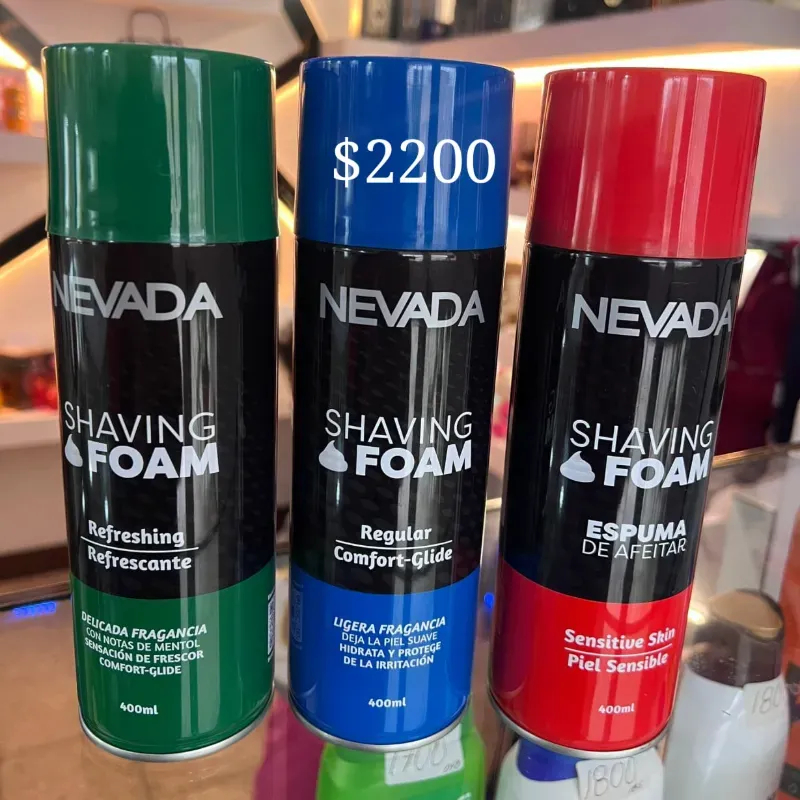 NEVADA
SHAVING
FOAM
Refreshing
Refrescante
DELICADA FRAGANCIA
CON NOTAS DE MENTOL
SENSACIÓN DE FRESCOR
COMFORT-GLIDE
400ml
$2200
NEVADA
SHAVING
FOAM
Regular
Comfort-Glide
LIGERA FRAGANCIA
DEJA LA PIEL SUAVE
HIDRATA Y PROTEGE
DE LA IRRITACIÓN
400ml
NEVADA
SHAVING
FOAM
ESPUMA
DE AFEITAR
Sensitive Skin
Piel Sensible
400ml
1700
1800
180